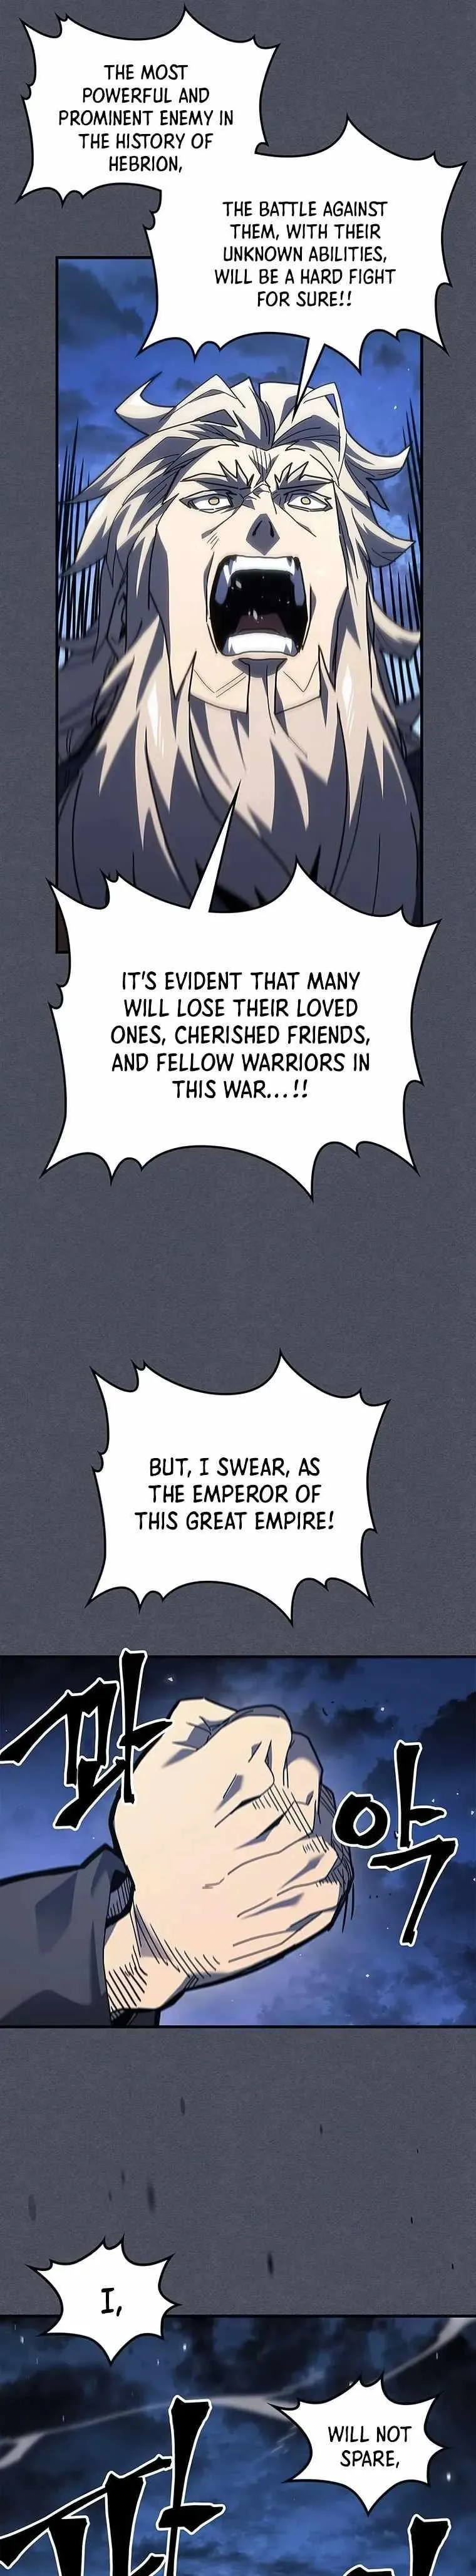 THE MOST
POWERFUL AND
PROMINENT ENEMY IN
THE HISTORY OF
HEBRION,
THE BATTLE AGAINST
THEM, WITH THEIR
UNKNOWN ABILITIES,
WILL BE A HARD FIGHT
FOR SURE!!
IT'S EVIDENT THAT MANY
WILL LOSE THEIR LOVED
ONES, CHERISHED FRIENDS,
AND FELLOW WARRIORS IN
THIS WAR...!!
BUT, I SWEAR, AS
THE EMPEROR OF
THIS GREAT EMPIRE!
콰악
I,
WILL NOT
SPARE,